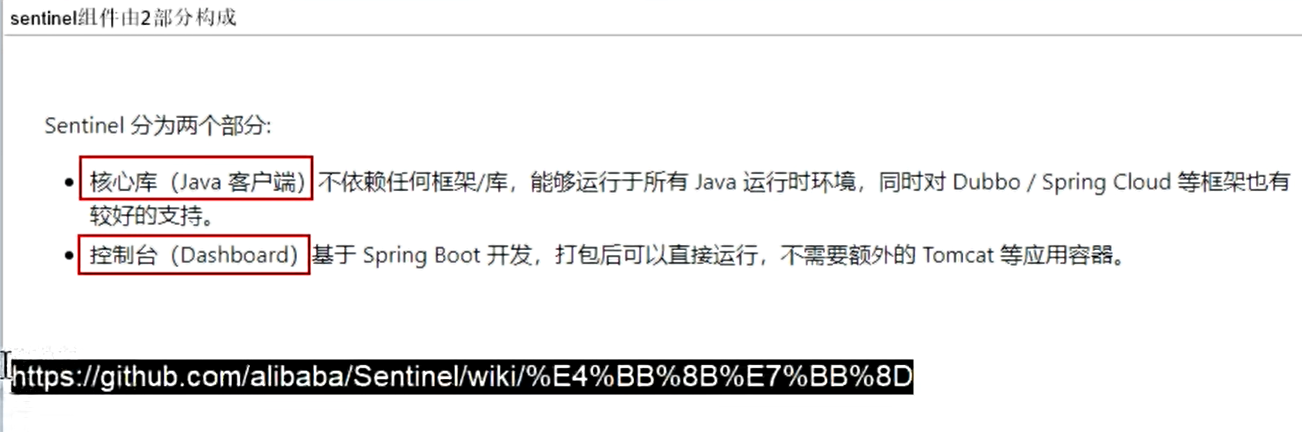 sentinel组件由2部分构成
Sentinel 分为两个部分:
• 核心库（Java 客户端）不依赖任何框架/库，能够运行于所有 Java 运行时环境，同时对 Dubbo / Spring Cloud 等框架也有
较好的支持。
• 控制台（Dashboard）基于 Spring Boot 开发，打包后可以直接运行，不需要额外的 Tomcat 等应用容器。
https://github.com/alibaba/Sentinel/wiki/%E4%BB%8B%E7%BB%8D